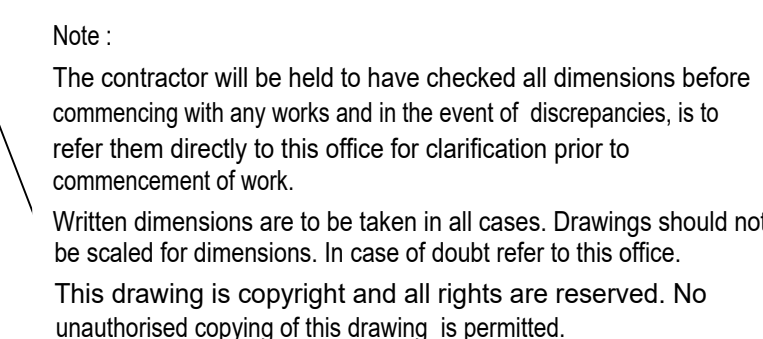 Note :
The contractor will be held to have checked all dimensions before
commencing with any works and in the event of discrepancies, is to
refer them directly to this office for clarification prior to
commencement of work.
Written dimensions are to be taken in all cases. Drawings should not
be scaled for dimensions. In case of doubt refer to this office.
This drawing is copyright and all rights are reserved. No
unauthorised copying of this drawing is permitted.